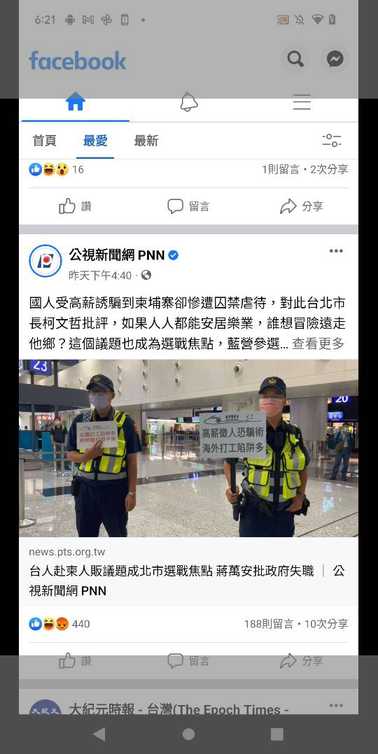 6:21
facebook
首頁
最愛
最新
16
1則留言・2次分享
讚
留言
分享
公視新聞網 PNN
昨天下午4:40
國人受高薪誘騙到柬埔寨卻慘遭囚禁虐待，對此台北市
長柯文哲批評，如果人人都能安居樂業，誰想冒險遠走
他鄉？這個議題也成為選戰焦點，藍營參選... 查看更多
23
20
高薪徵人恐騙術
海外打工陷阱多
news.pts.org.tw
台人赴柬人販議題成北市選戰焦點 蔣萬安批政府失職 ｜ 公
視新聞網 PNN
440
188則留言・10次分享
讚
留言
分享
大紀元時報 - 台灣(The Epoch Times -